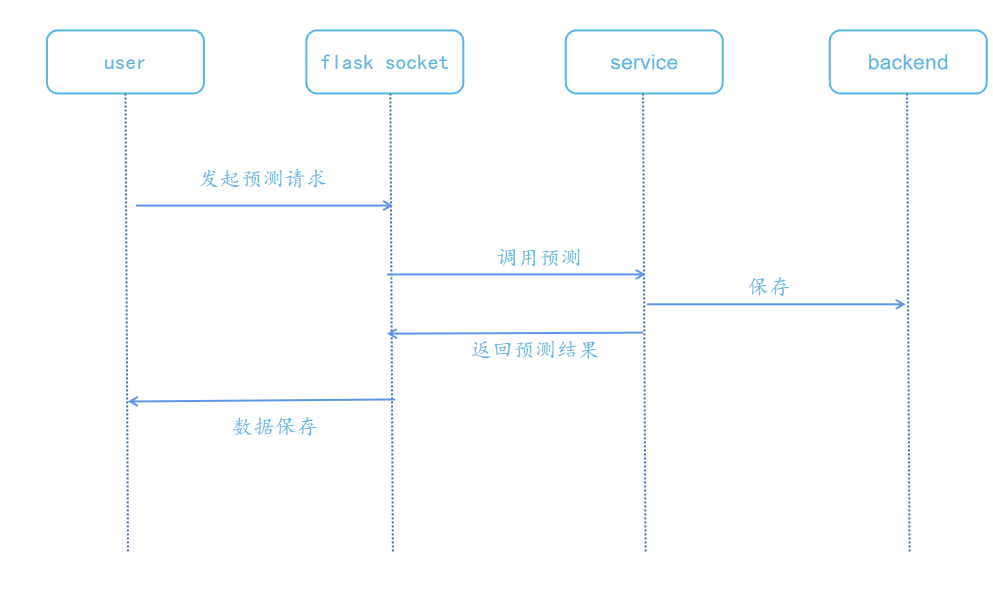 user
flask socket
service
backend
发起预测请求
调用预测
保存
返回预测结果
数据保存